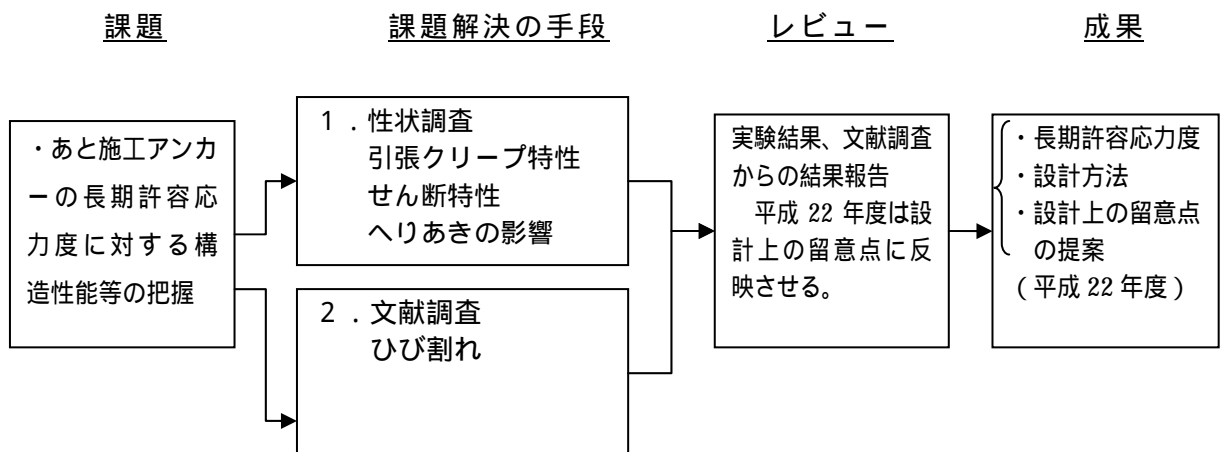 課題
課題解決の手段
レビュー
成果
・あと施工アンカ
ーの長期許容応
力度に対する構
造性能等の把握
1．性状調査
引張クリープ特性
せん断特性
へりあきの影響
2．文献調査
ひび割れ
実験結果、文献調査
からの結果報告
平成 22 年度は設
計上の留意点に反
映させる。
・長期許容応力度
・設計方法
・設計上の留意点
の提案
(平成 22 年度)